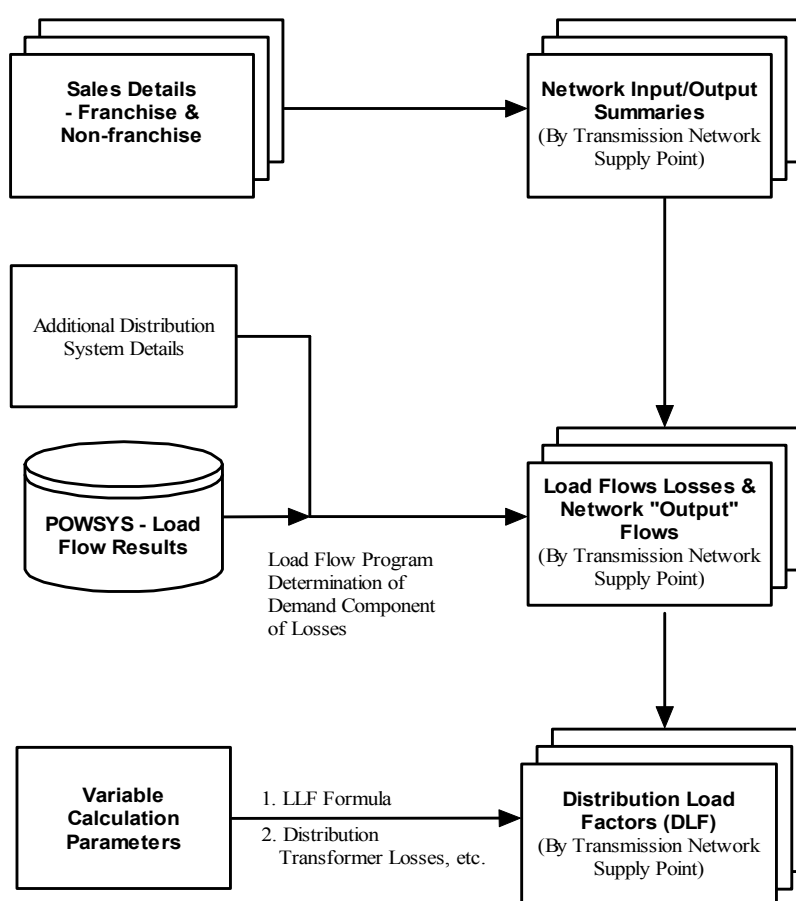 Sales Details
- Franchise &
Non-franchise
Network Input/Output
Summaries
(By Transmission Network
Supply Point)
Additional Distribution
System Details
POWSYS - Load
Flow Results
Load Flow Program
Determination of
Demand Component
of Losses
Load Flows Losses &
Network "Output"
Flows
(By Transmission Network
Supply Point)
Variable
Calculation
Parameters
1. LLF Formula
2. Distribution
Transformer Losses, etc.
Distribution Load
Factors (DLF)
(By Transmission Network
Supply Point)